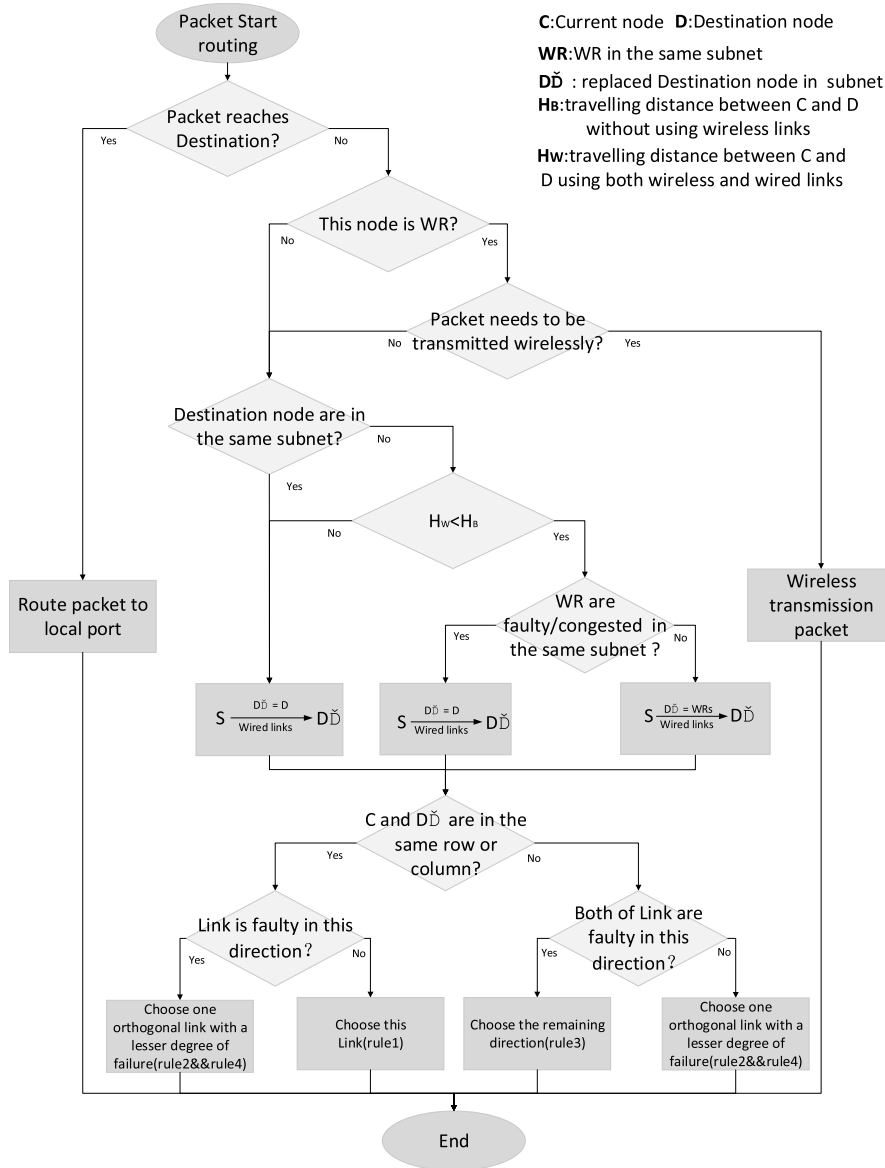 Packet Start
routing
C:Current node D:Destination node
WR:WR in the same subnet
DĎ : replaced Destination node in subnet
HB:travelling distance between C and D
without using wireless links
HW:travelling distance between C and
D using both wireless and wired links
Packet reaches
Destination?
Yes
No
This node is WR?
No
Yes
Packet needs to be
transmitted wirelessly?
No
Yes
Destination node are in
the same subnet?
No
Yes
HW<HB
No
Yes
Route packet to
local port
WR are
faulty/congested in
the same subnet ?
Yes
No
Wireless
transmission
packet
DĎ = D
S DĎ
Wired links
DĎ = D
S DĎ
Wired links
DĎ = WRs
S DĎ
Wired links
C and DĎ are in the
same row or
column?
Yes
No
Link is faulty in this
direction?
Yes
No
Both of Link are
faulty in this
direction?
Yes
No
Choose one
orthogonal link with a
lesser degree of
failure(rule2&&rule4)
Choose this
Link(rule1)
Choose the remaining
direction(rule3)
Choose one
orthogonal link with a
lesser degree of
failure(rule2&&rule4)
End